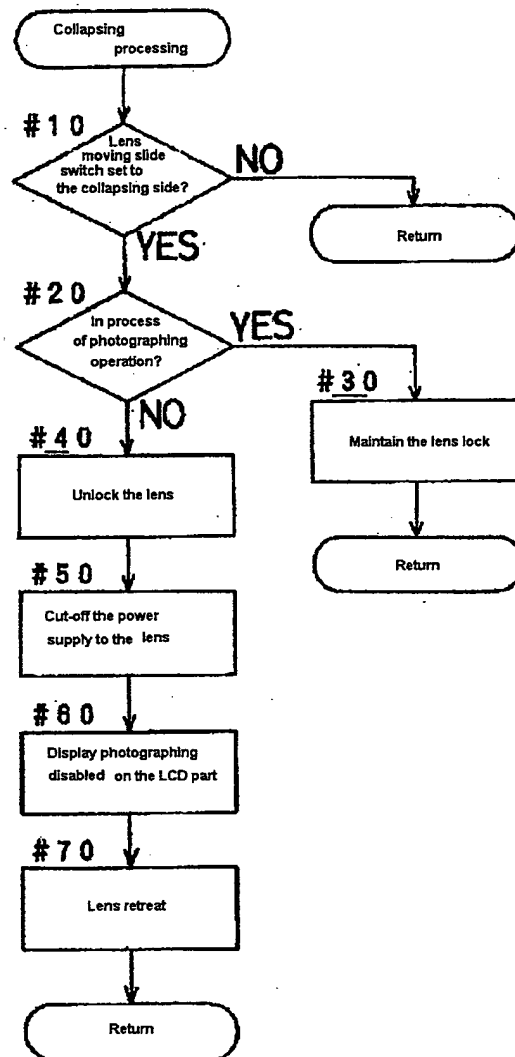 Collapsing
processing
#10
Lens
moving slide
switch set to
the collapsing side?
NO
Return
YES
#20
In process
of photographing
operation?
YES
#30
Maintain the lens lock
Return
NO
#40
Unlock the lens
#50
Cut-off the power
supply to the lens
#60
Display photographing
disabled on the LCD part
#70
Lens retreat
Return